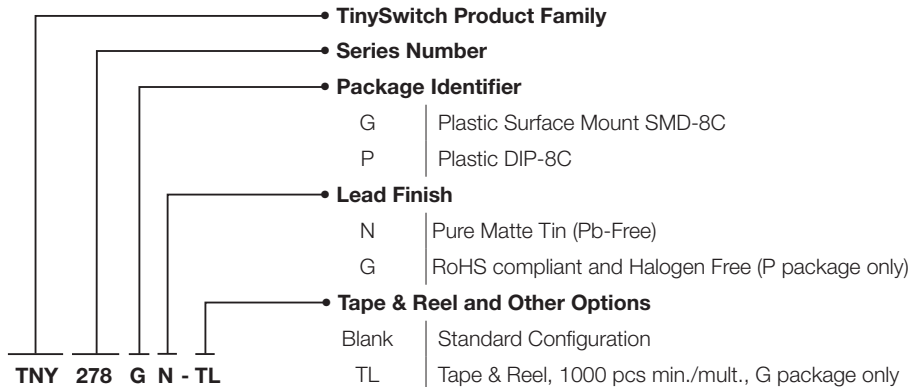 • TinySwitch Product Family
• Series Number
• Package Identifier
G Plastic Surface Mount SMD-8C
P Plastic DIP-8C
• Lead Finish
N Pure Matte Tin (Pb-Free)
G RoHS compliant and Halogen Free (P package only)
• Tape & Reel and Other Options
Blank Standard Configuration
TL Tape & Reel, 1000 pcs min./mult., G package only
TNY 278 G N - TL